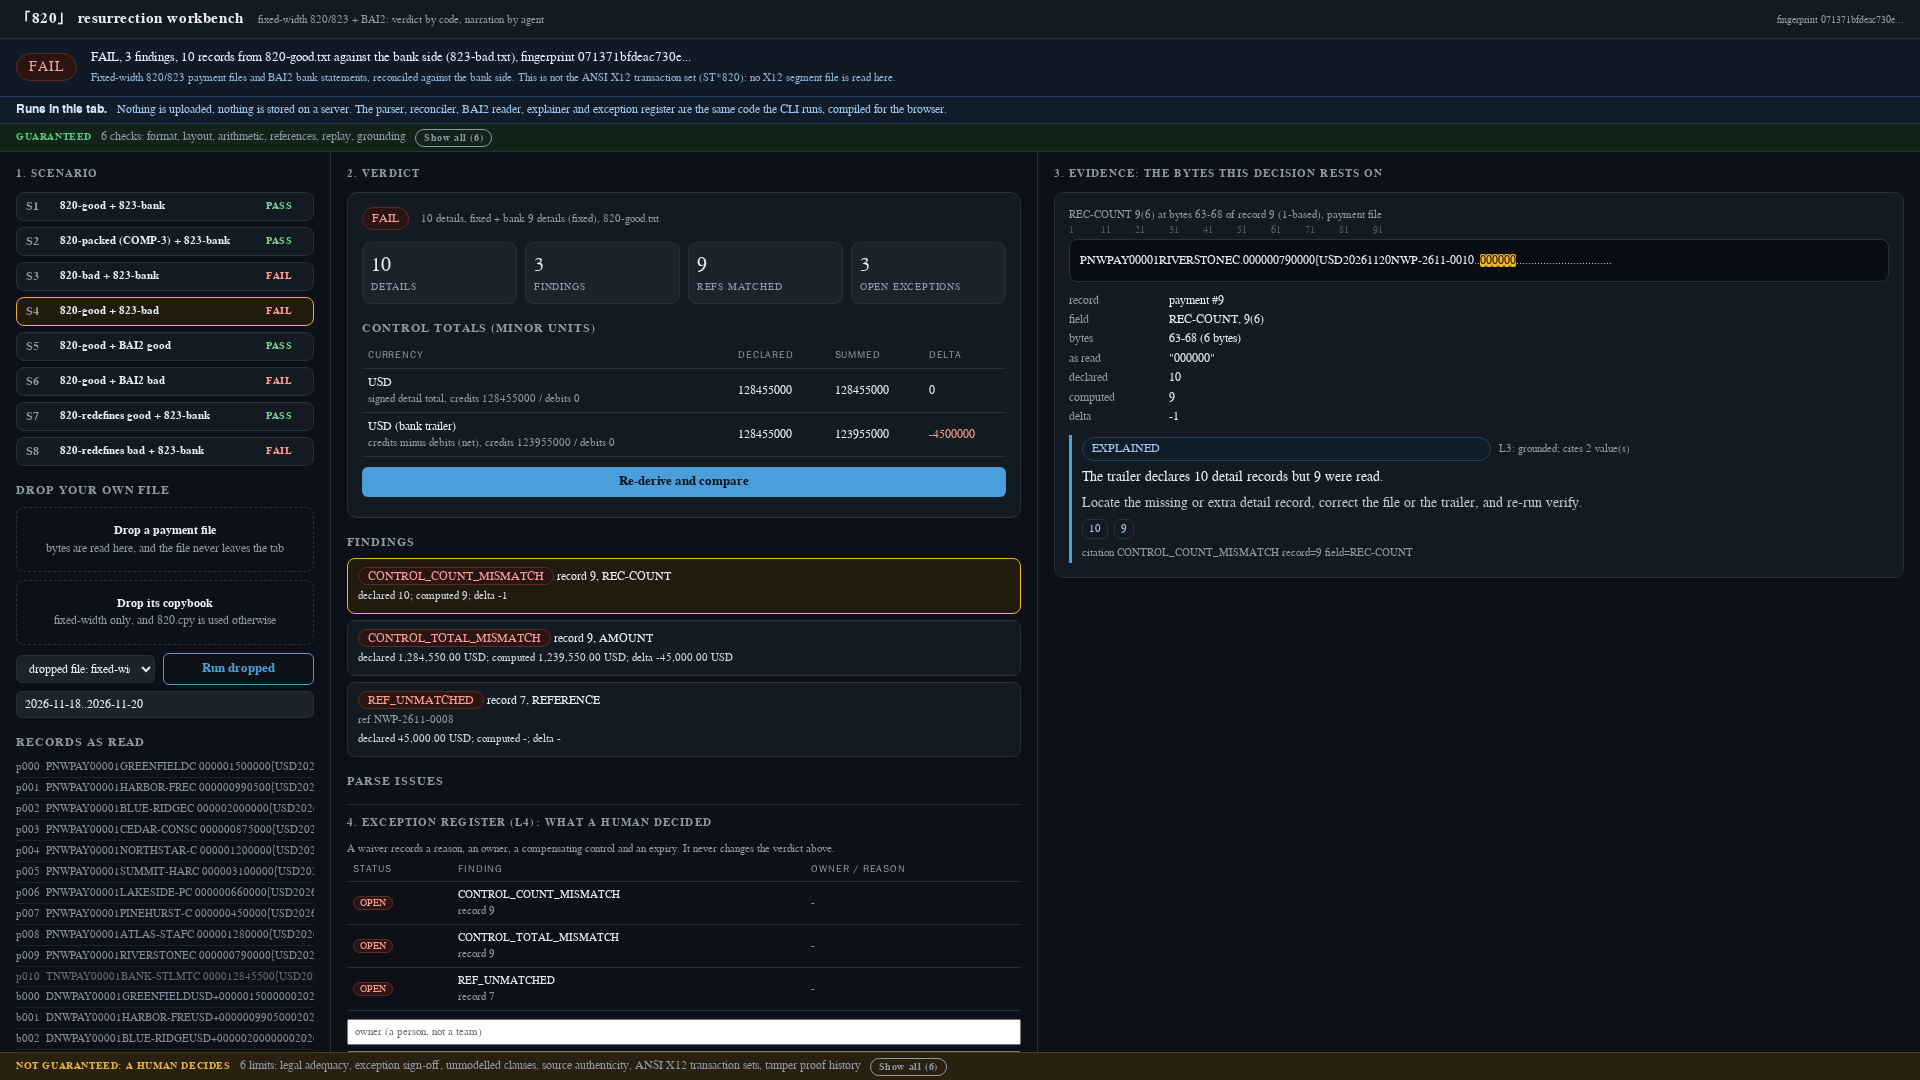 「820」 resurrection workbench fixed-width 820/823 + BAI2: verdict by code, narration by agent fingerprint 071371bfdeac730e...
FAIL FAIL, 3 findings, 10 records from 820-good.txt against the bank side (823-bad.txt), fingerprint 071371bfdeac730e...
Fixed-width 820/823 payment files and BAI2 bank statements, reconciled against the bank side. This is not the ANSI X12 transaction set (ST*820): no X12 segment file is read here.
Runs in this tab. Nothing is uploaded, nothing is stored on a server. The parser, reconciler, BAI2 reader, explainer and exception register are the same code the CLI runs, compiled for the browser.
GUARANTEED 6 checks: format, layout, arithmetic, references, replay, grounding Show all (6)
1. SCENARIO
S1 820-good + 823-bank PASS
S2 820-packed (COMP-3) + 823-bank PASS
S3 820-bad + 823-bank FAIL
S4 820-good + 823-bad FAIL
S5 820-good + BAI2 good PASS
S6 820-good + BAI2 bad FAIL
S7 820-redefines good + 823-bank PASS
S8 820-redefines bad + 823-bank FAIL
DROP YOUR OWN FILE
Drop a payment file
bytes are read here, and the file never leaves the tab
Drop its copybook
fixed-width only, and 820.cpy is used otherwise
dropped file: fixed-wi Run dropped
2026-11-18..2026-11-20
RECORDS AS READ
p000 PNWPAY00001GREENFIELDC 000001500000{USD202
p001 PNWPAY00001HARBOR-FREC 000000990500{USD202
p002 PNWPAY00001BLUE-RIDGEC 000002000000{USD202
p003 PNWPAY00001CEDAR-CONSC 000000875000{USD202
p004 PNWPAY00001NORTHSTAR-C 000001200000{USD202
p005 PNWPAY00001SUMMIT-HARC 000003100000{USD202
p006 PNWPAY00001LAKESIDE-PC 000000660000{USD2026
p007 PNWPAY00001PINEHURST-C 000000450000{USD2026
p008 PNWPAY00001ATLAS-STAFC 000001280000{USD202
p009 PNWPAY00001RIVERSTONEC 000000790000{USD202
p010 TNWPAY00001BANK-STLMTC 000012845500{USD20
b000 DNWPAY00001GREENFIELDUSD+0000015000000202
b001 DNWPAY00001HARBOR-FREUSD+0000009905000202
b002 DNWPAY00001BLUE-RIDGEUSD+0000020000000202
2. VERDICT
FAIL 10 details, fixed + bank 9 details (fixed), 820-good.txt
10 3 9 3
DETAILS FINDINGS REFS MATCHED OPEN EXCEPTIONS
CONTROL TOTALS (MINOR UNITS)
CURRENCY DECLARED SUMMED DELTA
USD 128455000 128455000 0
signed detail total, credits 128455000 / debits 0
USD (bank trailer) 128455000 123955000 -4500000
credits minus debits (net), credits 123955000 / debits 0
Re-derive and compare
FINDINGS
CONTROL_COUNT_MISMATCH record 9, REC-COUNT
declared 10; computed 9; delta -1
CONTROL_TOTAL_MISMATCH record 9, AMOUNT
declared 1,284,550.00 USD; computed 1,239,550.00 USD; delta -45,000.00 USD
REF_UNMATCHED record 7, REFERENCE
ref NWP-2611-0008
declared 45,000.00 USD; computed -; delta -
PARSE ISSUES
4. EXCEPTION REGISTER (L4): WHAT A HUMAN DECIDED
A waiver records a reason, an owner, a compensating control and an expiry. It never changes the verdict above.
STATUS FINDING OWNER / REASON
OPEN CONTROL_COUNT_MISMATCH -
record 9
OPEN CONTROL_TOTAL_MISMATCH -
record 9
OPEN REF_UNMATCHED -
record 7
owner (a person, not a team)
3. EVIDENCE: THE BYTES THIS DECISION RESTS ON
REC-COUNT 9(6) at bytes 63-68 of record 9 (1-based), payment file
1 11 21 31 41 51 61 71 81 91
PNWPAY00001RIVERSTONEC.000000790000{USD20261120NWP-2611-0010..000000................................
record payment #9
field REC-COUNT, 9(6)
bytes 63-68 (6 bytes)
as read "000000"
declared 10
computed 9
delta -1
EXPLAINED L3: grounded; cites 2 value(s)
The trailer declares 10 detail records but 9 were read.
Locate the missing or extra detail record, correct the file or the trailer, and re-run verify.
10 9
citation CONTROL_COUNT_MISMATCH record=9 field=REC-COUNT
NOT GUARANTEED: A HUMAN DECIDES 6 limits: legal adequacy, exception sign-off, unmodelled clauses, source authenticity, ANSI X12 transaction sets, tamper proof history Show all (6)